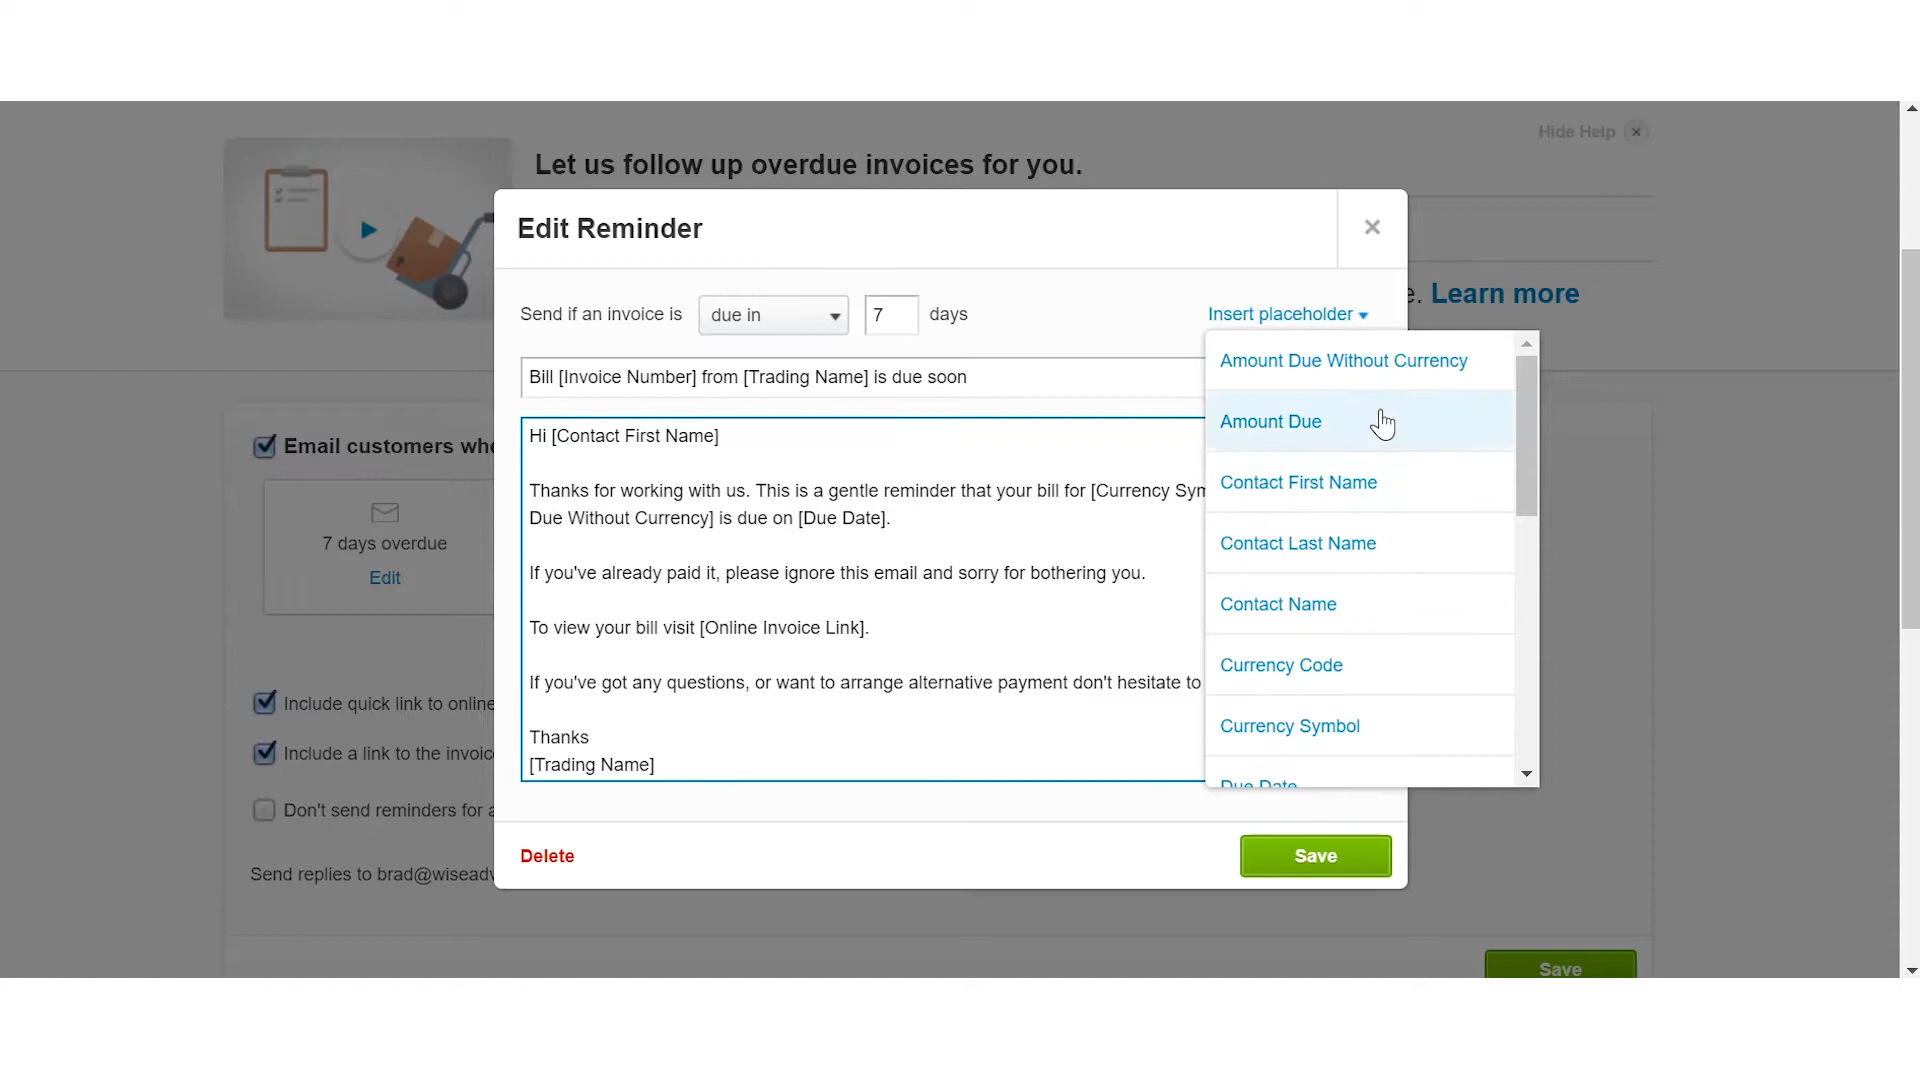 Hide Help
Let us follow up overdue invoices for you.
Edit Reminder
e. Learn more
Send if an invoice is due in 7 days
Insert placeholder
Bill [Invoice Number] from [Trading Name] is due soon
Hi [Contact First Name]
Thanks for working with us. This is a gentle reminder that your bill for [Currency Sym
Due Without Currency] is due on [Due Date].
If you've already paid it, please ignore this email and sorry for bothering you.
To view your bill visit [Online Invoice Link].
If you've got any questions, or want to arrange alternative payment don't hesitate to
Thanks
[Trading Name]
Amount Due Without Currency
Amount Due
Contact First Name
Contact Last Name
Contact Name
Currency Code
Currency Symbol
Due Date
Delete
Save
Email customers whe
7 days overdue
Edit
Include quick link to online
Include a link to the invoic
Don't send reminders for a
Send replies to brad@wiseadv
Save